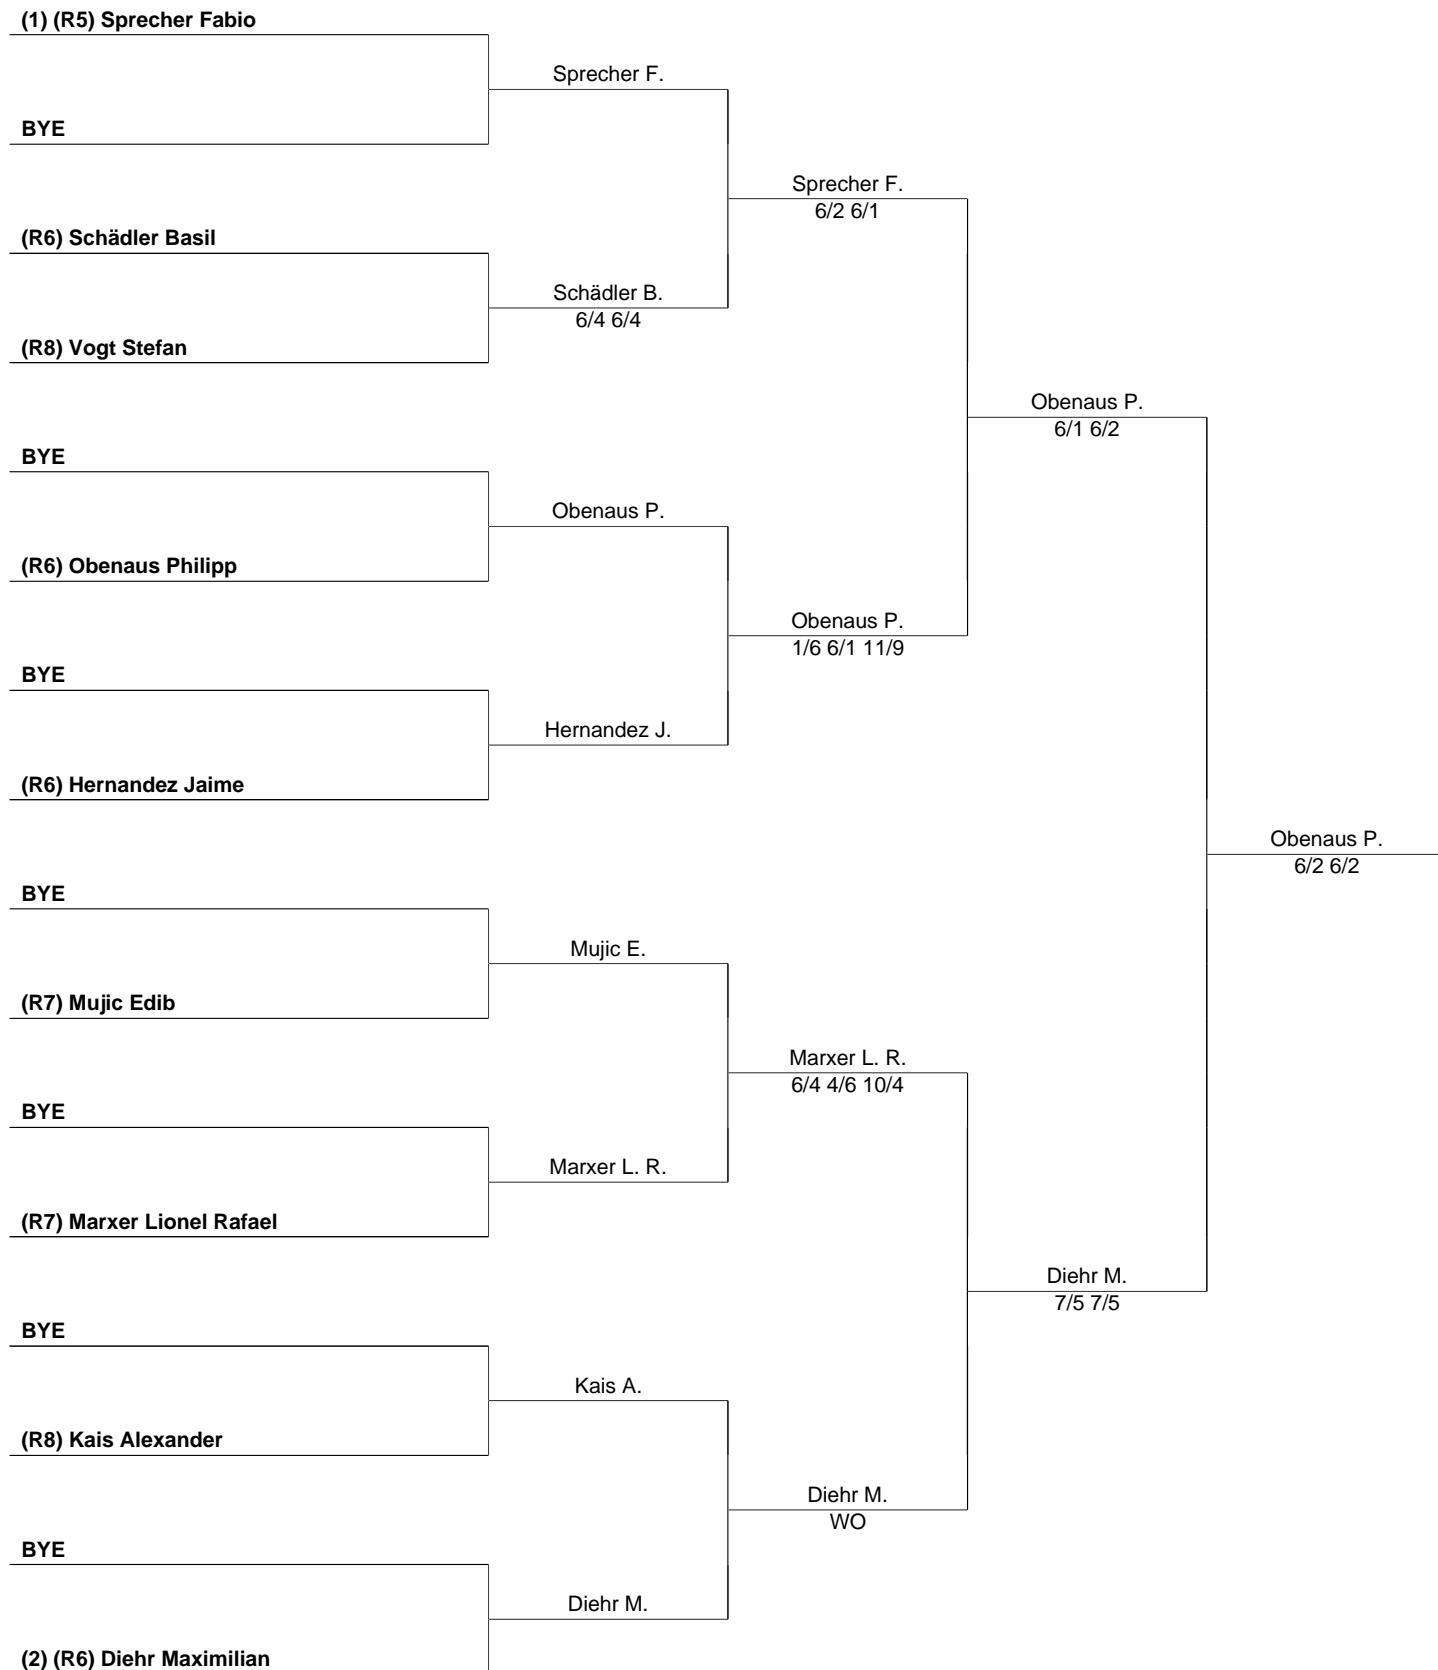 (1) (R5) Sprecher Fabio
Sprecher F.
BYE
Sprecher F.
6/2 6/1
(R6) Schädler Basil
Schädler B.
6/4 6/4
(R8) Vogt Stefan
Obenaus P.
6/1 6/2
BYE
Obenaus P.
(R6) Obenaus Philipp
Obenaus P.
1/6 6/1 11/9
BYE
Hernandez J.
(R6) Hernandez Jaime
Obenaus P.
6/2 6/2
BYE
Mujic E.
(R7) Mujic Edib
Marxer L. R.
6/4 4/6 10/4
BYE
Marxer L. R.
(R7) Marxer Lionel Rafael
Diehr M.
7/5 7/5
BYE
Kais A.
(R8) Kais Alexander
Diehr M.
WO
BYE
Diehr M.
(2) (R6) Diehr Maximilian